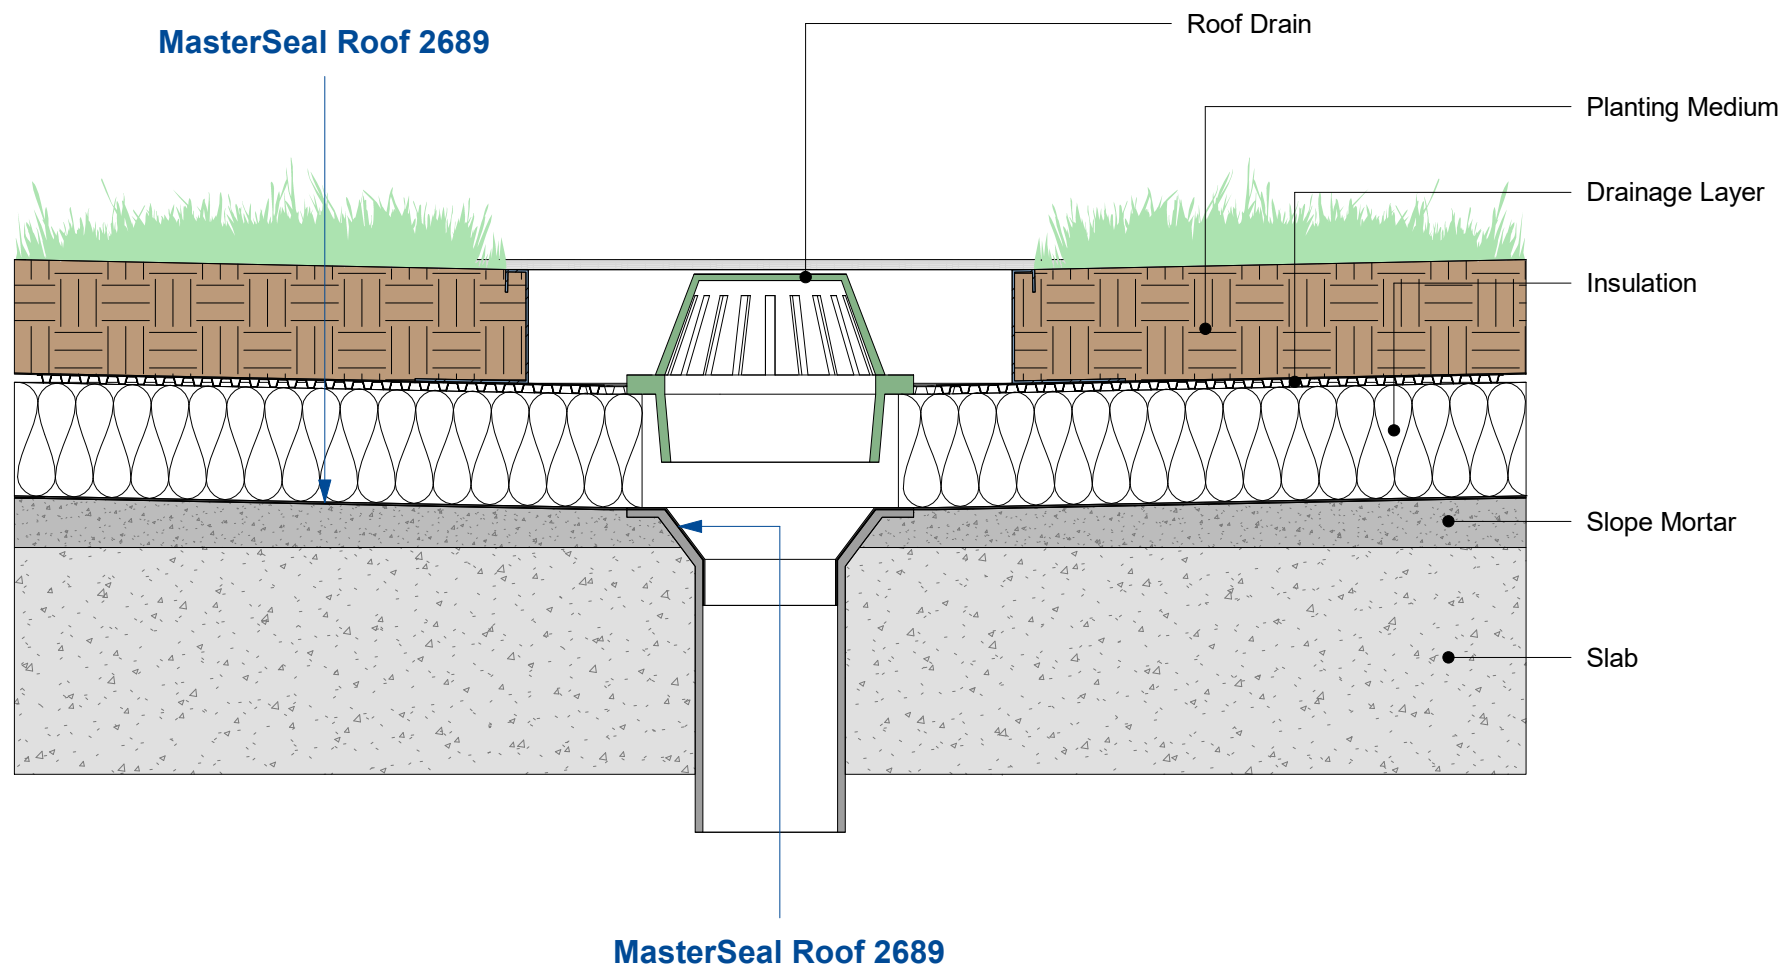 Roof Drain
MasterSeal Roof 2689
Planting Medium
Drainage Layer
Insulation
Slope Mortar
Slab
MasterSeal Roof 2689